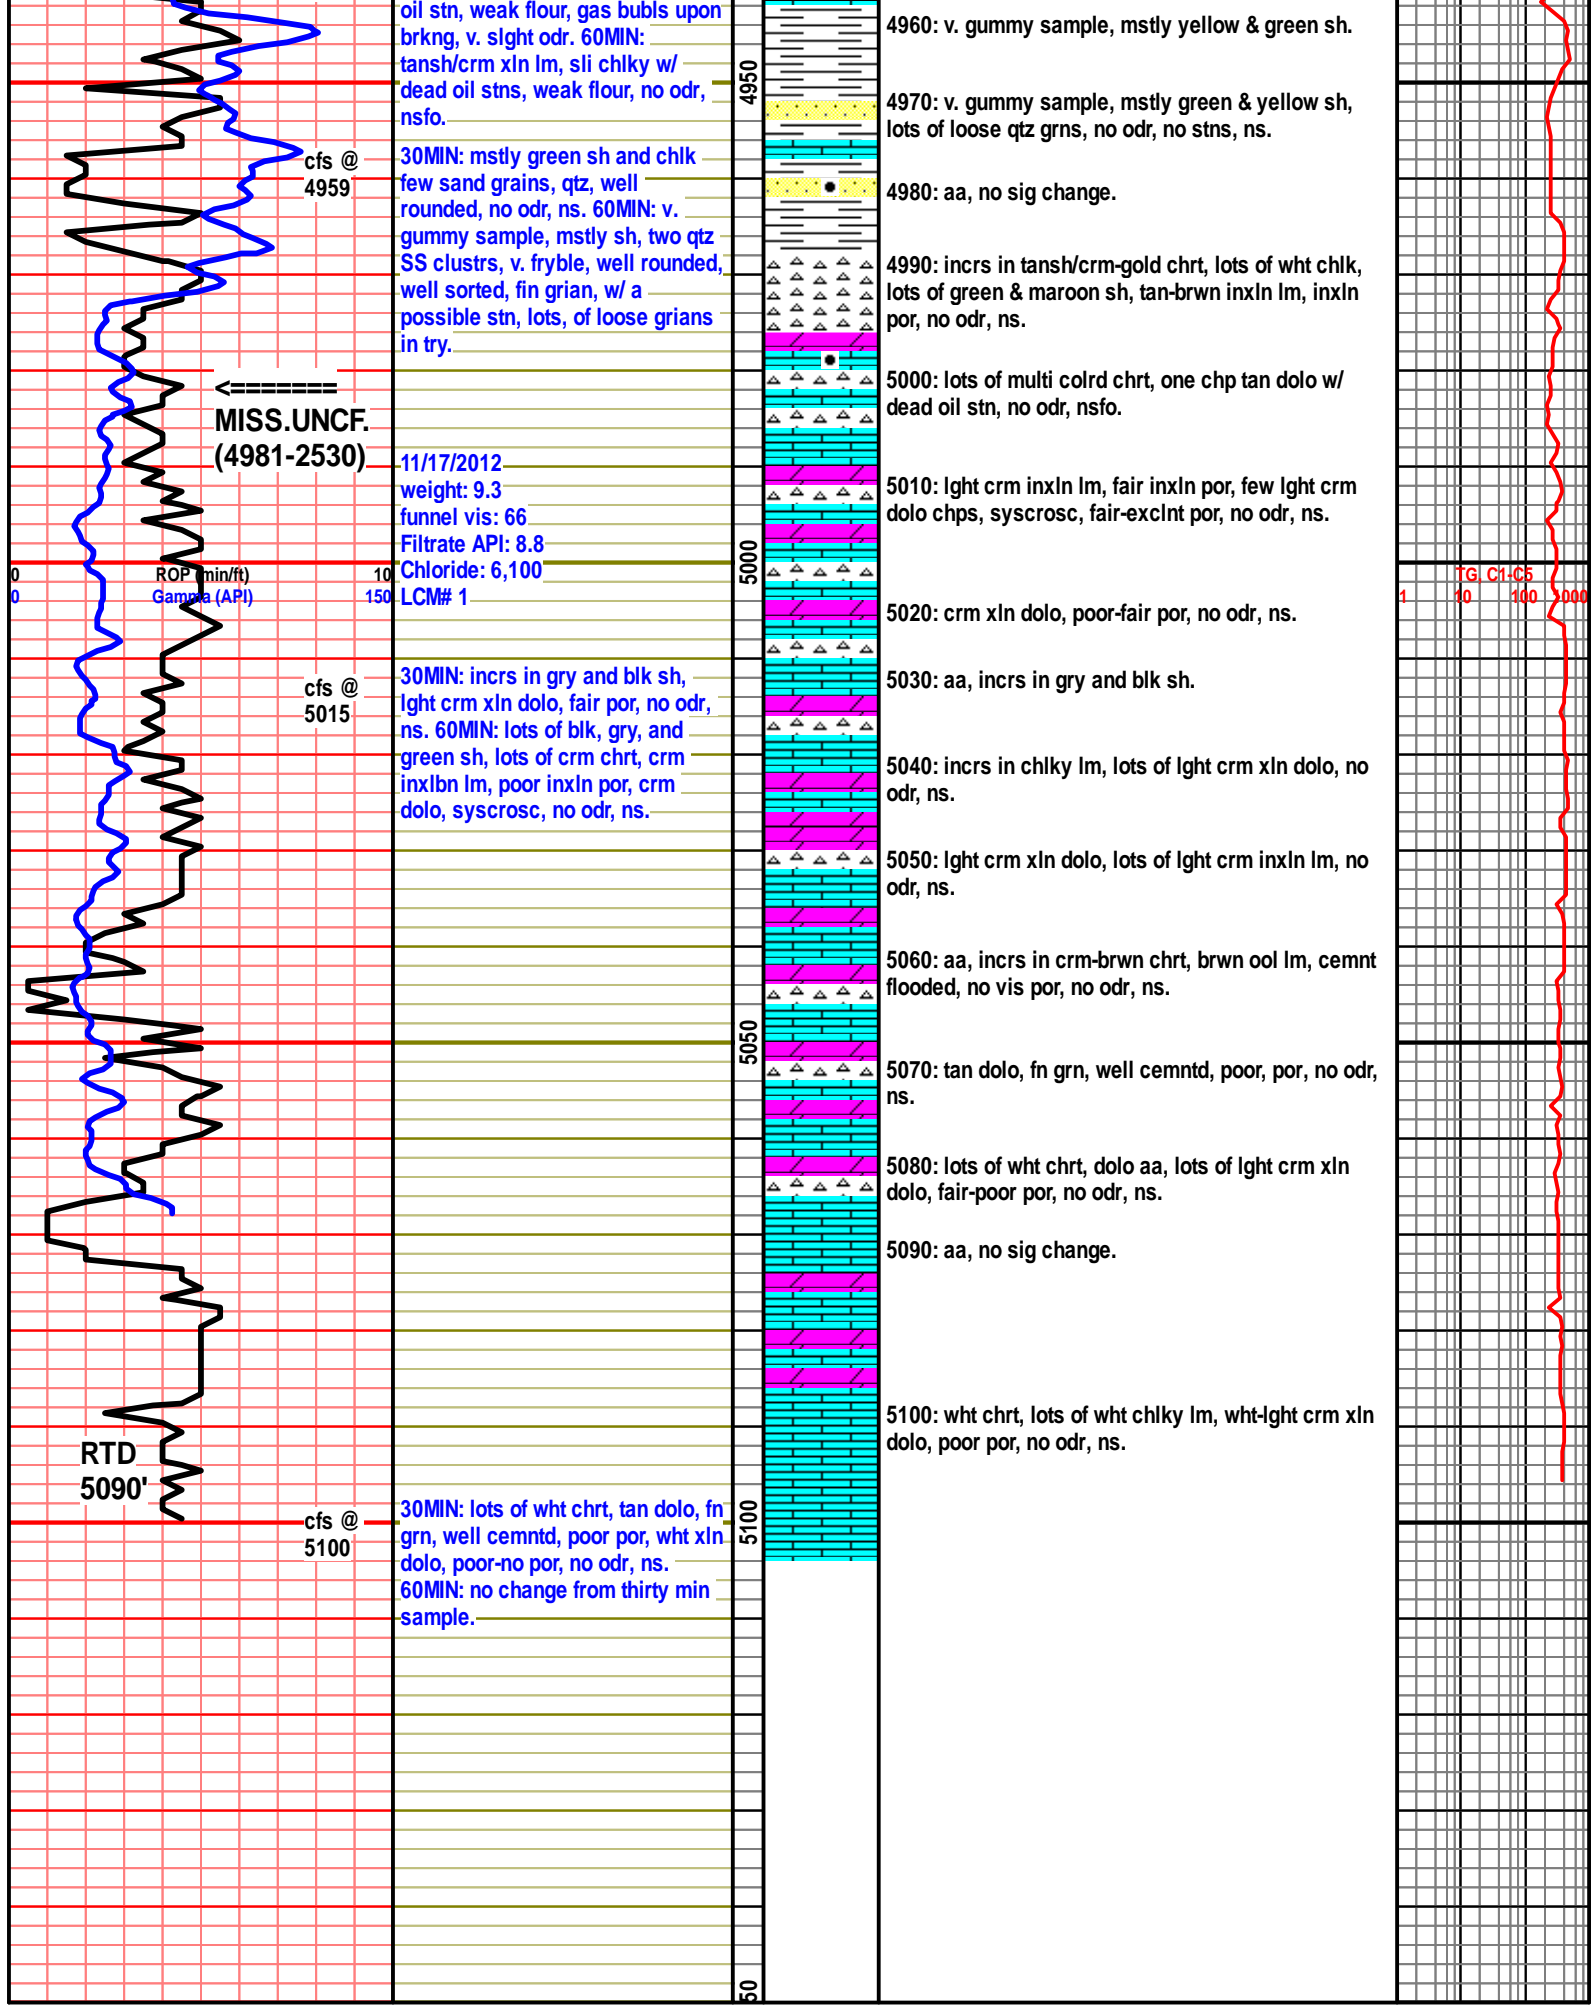 oil stn, weak flour, gas bubls upon
brkng, v. slght odr. 60MIN:
tansh/crm xln lm, sli chlky w/
dead oil stns, weak flour, no odr,
nsfo.
cfs @
4959
30MIN: mstly green sh and chlk
few sand grains, qtz, well
rounded, no odr, ns. 60MIN: v.
gummy sample, mstly sh, two qtz
SS clustrs, v. fryble, well rounded,
well sorted, fin grian, w/ a
possible stn, lots, of loose grians
in try.
<=======
MISS.UNCF.
(4981-2530)
11/17/2012
weight: 9.3
funnel vis: 66
Filtrate API: 8.8
Chloride: 6,100
LCM# 1
0 ROP (min/ft) 10
0 Gamma (API) 150
cfs @
5015
30MIN: incrs in gry and blk sh,
lght crm xln dolo, fair por, no odr,
ns. 60MIN: lots of blk, gry, and
green sh, lots of crm chrt, crm
inxlbn lm, poor inxln por, crm
dolo, syscrosc, no odr, ns.
RTD
5090'
cfs @
5100
30MIN: lots of wht chrt, tan dolo, fn
grn, well cemntd, poor por, wht xln
dolo, poor-no por, no odr, ns.
60MIN: no change from thirty min
sample.
4950
5000
5050
5100
50
4960: v. gummy sample, mstly yellow & green sh.
4970: v. gummy sample, mstly green & yellow sh,
lots of loose qtz grns, no odr, no stns, ns.
4980: aa, no sig change.
4990: incrs in tansh/crm-gold chrt, lots of wht chlk,
lots of green & maroon sh, tan-brwn inxln lm, inxln
por, no odr, ns.
5000: lots of multi colrd chrt, one chp tan dolo w/
dead oil stn, no odr, nsfo.
5010: lght crm inxln lm, fair inxln por, few lght crm
dolo chps, syscrosc, fair-exclnt por, no odr, ns.
5020: crm xln dolo, poor-fair por, no odr, ns.
5030: aa, incrs in gry and blk sh.
5040: incrs in chlky lm, lots of lght crm xln dolo, no
odr, ns.
5050: lght crm xln dolo, lots of lght crm inxln lm, no
odr, ns.
5060: aa, incrs in crm-brwn chrt, brwn ool lm, cemnt
flooded, no vis por, no odr, ns.
5070: tan dolo, fn grn, well cemntd, poor, por, no odr,
ns.
5080: lots of wht chrt, dolo aa, lots of lght crm xln
dolo, fair-poor por, no odr, ns.
5090: aa, no sig change.
5100: wht chrt, lots of wht chlky lm, wht-lght crm xln
dolo, poor por, no odr, ns.
TG, C1-C5
1 10 100